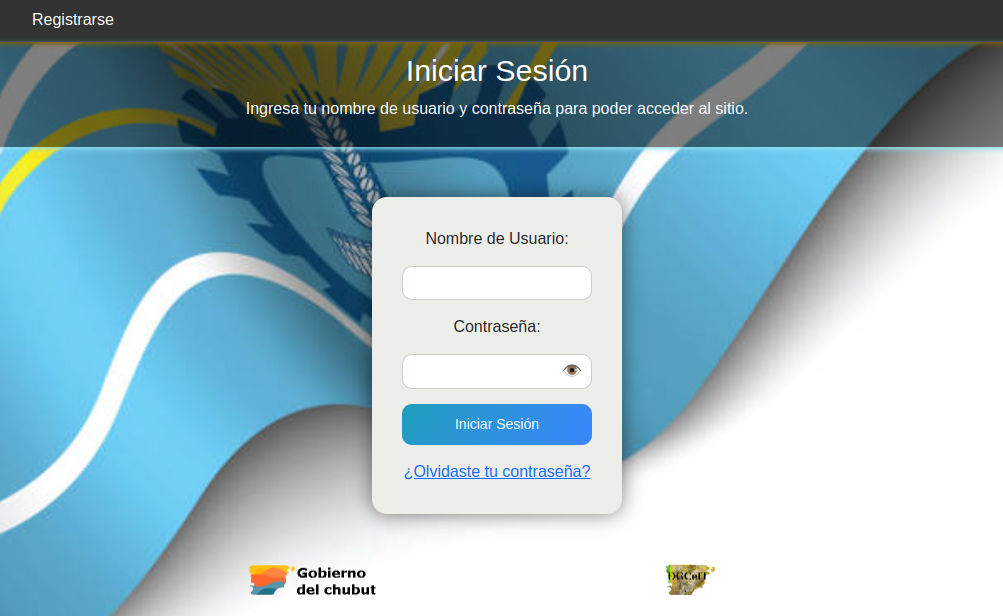 Registrarse
Iniciar Sesión
Ingresa tu nombre de usuario y contraseña para poder acceder al sitio.
Nombre de Usuario:
Contraseña:
Iniciar Sesión
¿Olvidaste tu contraseña?
Gobierno
del chubut